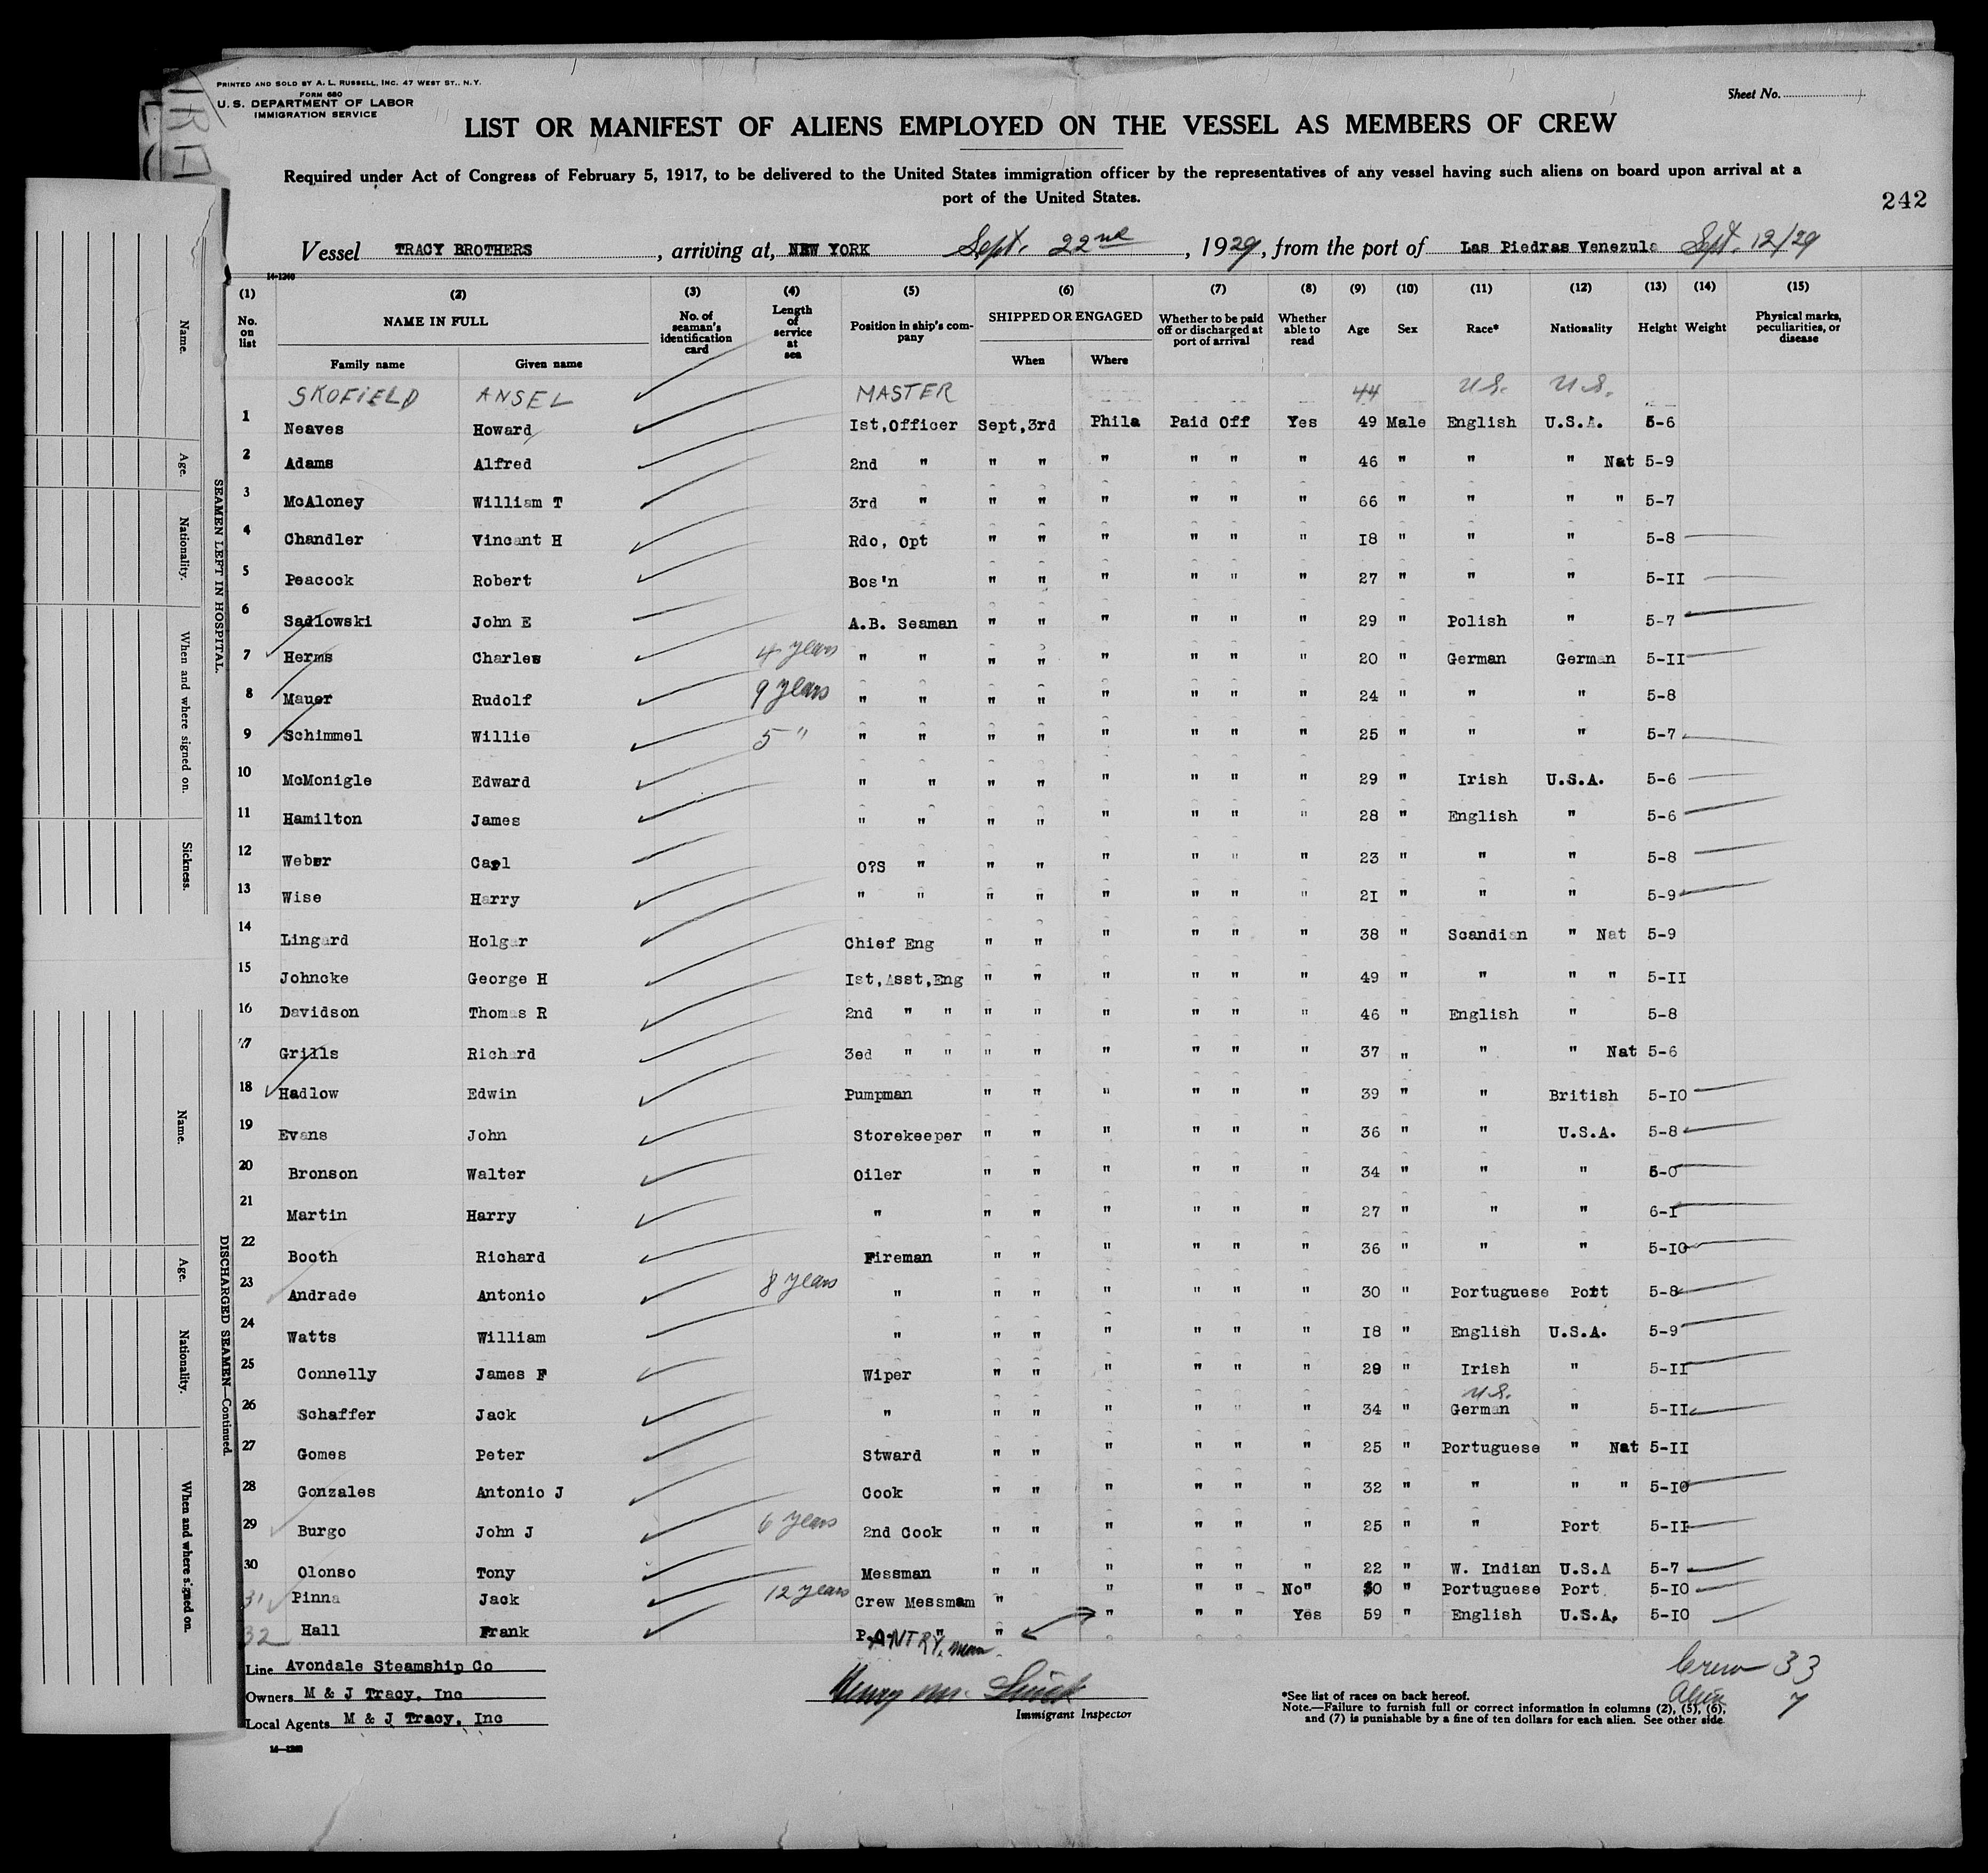 PRINTED AND SOLD BY A. L. RUSSELL, INC. 47 WEST ST., N.Y.
FORM 680
U. S. DEPARTMENT OF LABOR
IMMIGRATION SERVICE
Sheet No.
LIST OR MANIFEST OF ALIENS EMPLOYED ON THE VESSEL AS MEMBERS OF CREW
Required under Act of Congress of February 5, 1917, to be delivered to the United States immigration officer by the representatives of any vessel having such aliens on board upon arrival at a
port of the United States.
242
Vessel TRACY BROTHERS, arriving at, NEW YORK Sept. 22nd, 1929, from the port of Las Piedras Venezula Sept. 12/29
14-1240
(1) (2) (3) (4) (5) (6) (7) (8) (9) (10) (11) (12) (13) (14) (15)
No. on list NAME IN FULL Family name Given name No. of seaman's identification card Length of service at sea Position in ship's company SHIPPED OR ENGAGED When Where Whether to be paid off or discharged at port of arrival Whether able to read Age Sex Race* Nationality Height Weight Physical marks, peculiarities, or disease
SKOFIELD ANSEL MASTER 44 U.S. U.S.
1 Neaves Howard Ist,Officer Sept,3rd Phila Paid Off Yes 49 Male English U.S.A. 5-6
2 Adams Alfred 2nd " " " " " " " 46 " " " Nat 5-9
3 McAloney William T 3rd " " " " " " " 66 " " " " 5-7
4 Chandler Vincent H Rdo, Opt " " " " " " I8 " " " 5-8
5 Peacock Robert Bos'n " " " " " " 27 " " " 5-II
6 Sadlowski John E A.B. Seaman " " " " " " 29 " Polish " 5-7
7 Herms Charles 4 years " " " " " " " " 20 " German German 5-II
8 Mauer Rudolf 9 years " " " " " " " " 24 " " " 5-8
9 Schimmel Willie 5 " " " " " " " " " 25 " " " 5-7
10 McMonigle Edward " " " " " " " " 29 " Irish U.S.A. 5-6
11 Hamilton James " " " " " " " " 28 " English " 5-6
12 Weber Carl O?S " " " " " " " 23 " " " 5-8
13 Wise Harry " " " " " " " " 2I " " " 5-9
14 Lingard Holger Chief Eng " " " " " " 38 " Scandian " Nat 5-9
15 Johncke George H Ist,Asst,Eng " " " " " " 49 " " " " 5-II
16 Davidson Thomas R 2nd " " " " " " " " 46 " English " 5-8
17 Grills Richard 3ed " " " " " " " " 37 " " " Nat 5-6
18 Hadlow Edwin Pumpman " " " " " " 39 " " British 5-IO
19 Evans John Storekeeper " " " " " " 36 " " U.S.A. 5-8
20 Bronson Walter Oiler " " " " " " 34 " " " 6-0
21 Martin Harry " " " " " " " 27 " " " 6-I
22 Booth Richard Fireman " " " " " " 36 " " " 5-IO
23 Andrade Antonio 8 years " " " " " " " 30 " Portuguese Port 5-8
24 Watts William " " " " " " " I8 " English U.S.A. 5-9
25 Connelly James F Wiper " " " " " " 29 " Irish " 5-II
U.S.
26 Schaffer Jack " " " " " " " 34 " German " 5-II
27 Gomes Peter Stward " " " " " " 25 " Portuguese " Nat 5-II
28 Gonzales Antonio J Cook " " " " " " 32 " " " " 5-IO
29 Burgo John J 6 years 2nd Cook " " " " " " 25 " " Port 5-II
30 Olonso Tony Messman " " " " " " 22 " W. Indian U.S.A 5-7
31 Pinna Jack 12 years Crew Messman " " " " No" 30 " Portuguese Port 5-IO
32 Hall Frank PANTRY, man " " " " " Yes 59 " English U.S.A. 5-IO
Crew 33
Alien 7
Line Avondale Steamship Co
Owners M & J Tracy, Inc
Local Agents M & J Tracy, Inc
Immigrant Inspector
*See list of races on back hereof.
Note.—Failure to furnish full or correct information in columns (2), (5), (6),
and (7) is punishable by a fine of ten dollars for each alien. See other side.
14—1240
SEAMEN LEFT IN HOSPITAL.
Name.
Age.
Nationality.
When and where signed on.
Sickness.
DISCHARGED SEAMEN—Continued.
Name.
Age.
Nationality.
When and where signed on.